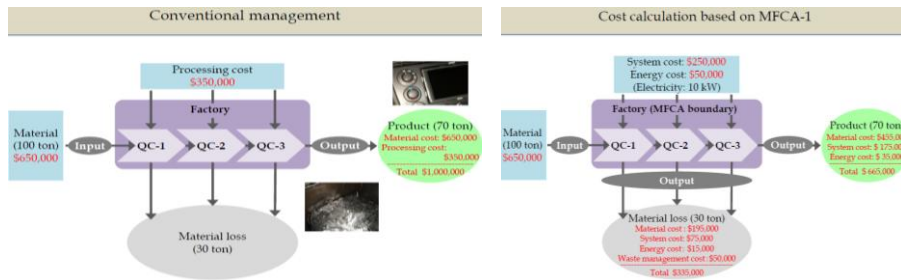 Conventional management
Processing cost
$350,000
Factory
Material
(100 ton)
$650,000
Input
QC-1
QC-2
QC-3
Output
Product (70 ton)
Material cost: $650,000
Processing cost:
$350,000
Total $1,000,000
Material loss
(30 ton)
Cost calculation based on MFCA-1
System cost: $250,000
Energy cost: $50,000
(Electricity: 10 kW)
Factory (MFCA boundary)
Material
(100 ton)
$650,000
Input
QC-1
QC-2
QC-3
Output
Product (70 ton)
Material cost: $455,0
System cost: $ 175,0
Energy cost: $ 35,00
Total $ 665,000
Output
Material loss (30 ton)
Material cost : $195,000
System cost: $75,000
Energy cost: $15,000
Waste management cost: $50,000
Total $335,000